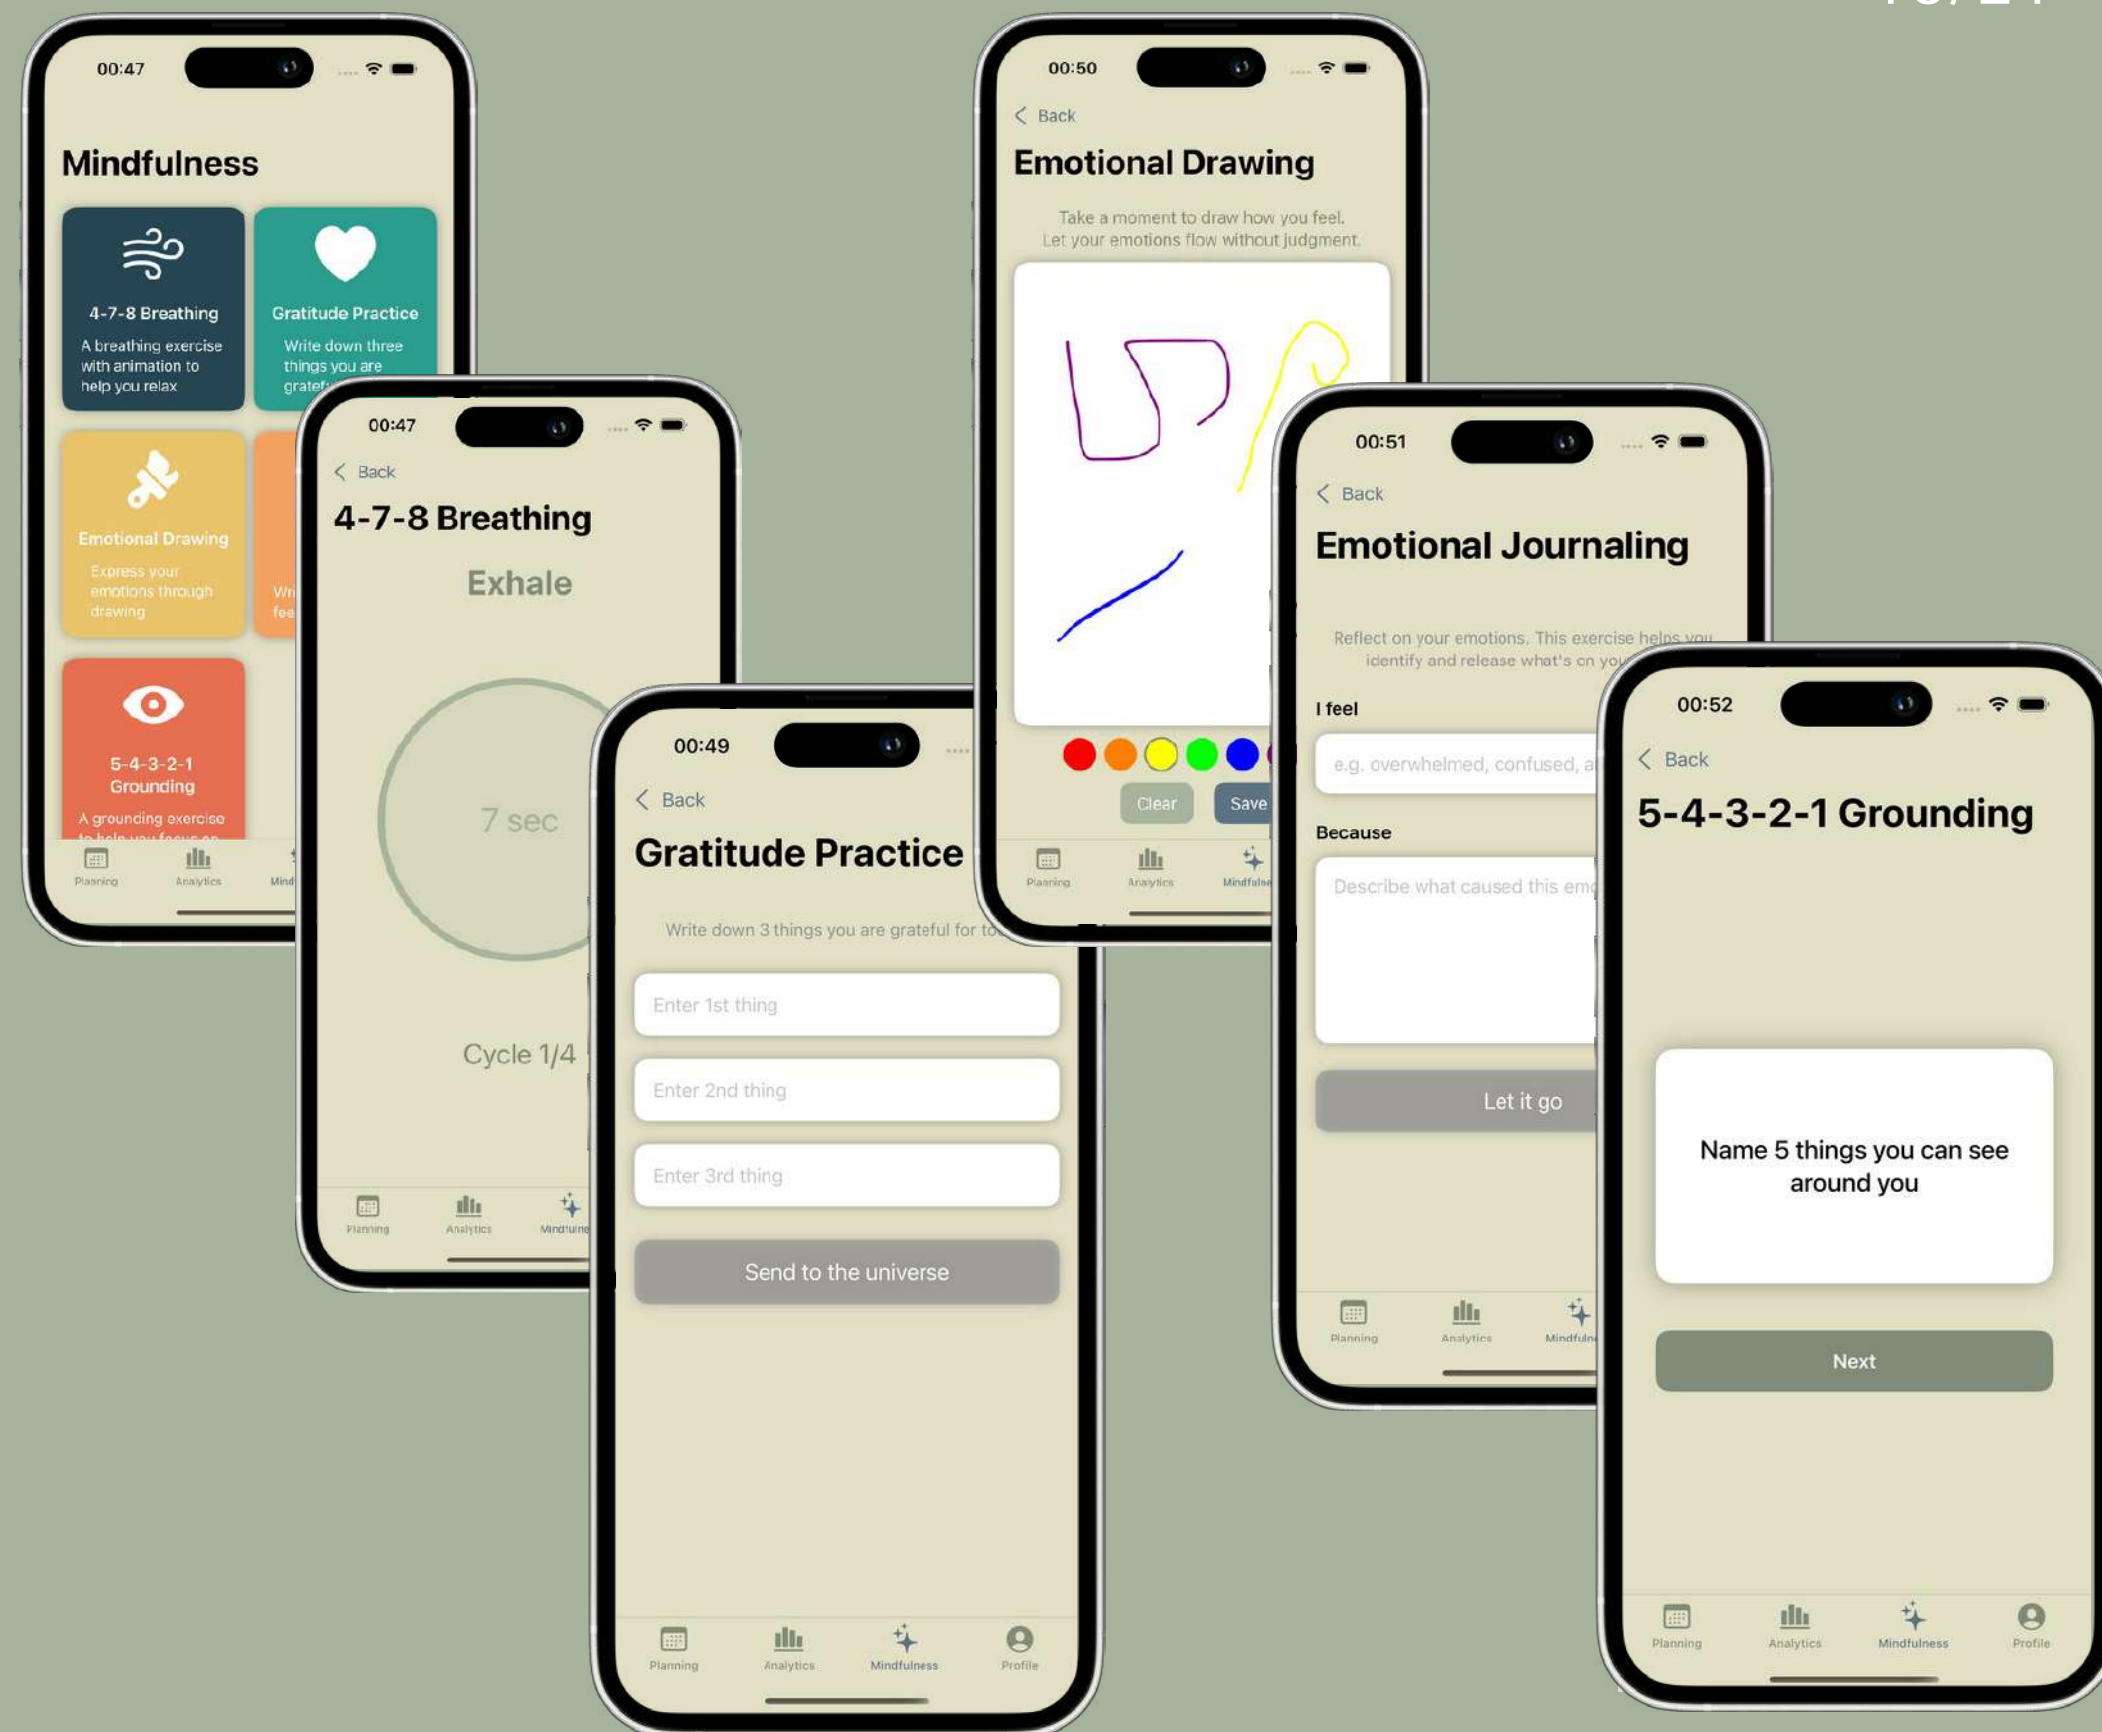 00:47
Mindfulness
4-7-8 Breathing
A breathing exercise
with animation to
help you relax
Gratitude Practice
Write down three
things you are
Emotional Drawing
Express your
emotions through
drawing
5-4-3-2-1
Grounding
A grounding exercise
Planning
Analytics
00:47
Back
4-7-8 Breathing
Exhale
7 sec
Cycle 1/4
Planning
Analytics
00:49
Back
Gratitude Practice
Write down 3 things you are grateful for
Enter 1st thing
Enter 2nd thing
Enter 3rd thing
Send to the universe
Planning
Analytics
Mindfulness
Profile
00:50
Back
Emotional Drawing
Take a moment to draw how you feel.
Let your emotions flow without judgment.
Clear
Save
Planning
Analytics
00:51
Back
Emotional Journaling
Reflect on your emotions. This exercise helps you
identify and release what's on
I feel
e.g. overwhelmed, confused,
Because
Describe what caused this
Let it go
Planning
Analytics
00:52
Back
5-4-3-2-1 Grounding
Name 5 things you can see
around you
Next
Planning
Analytics
Mindfulness
Profile